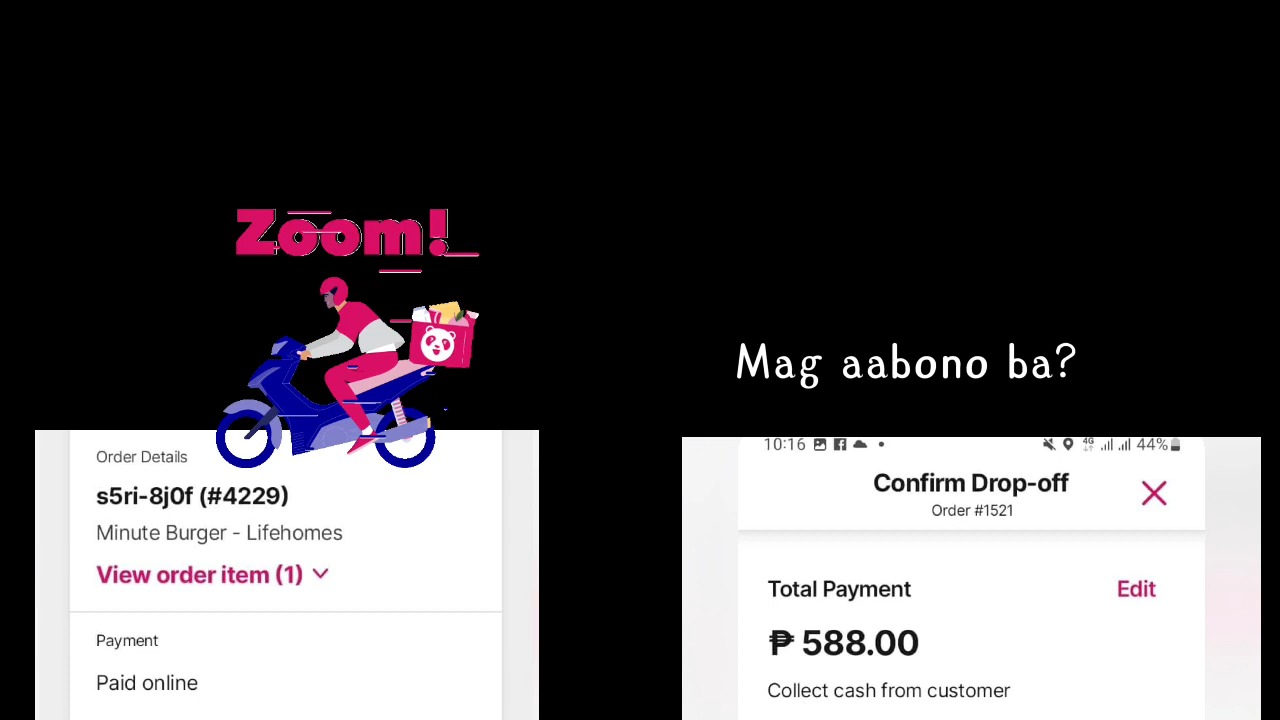 Zoom!
Mag aabono ba?
Order Details
s5ri-8j0f (#4229)
Minute Burger - Lifehomes
View order item (1)
Payment
Paid online
10:16
4G
44%
Confirm Drop-off
Order #1521
Total Payment
Edit
₱ 588.00
Collect cash from customer